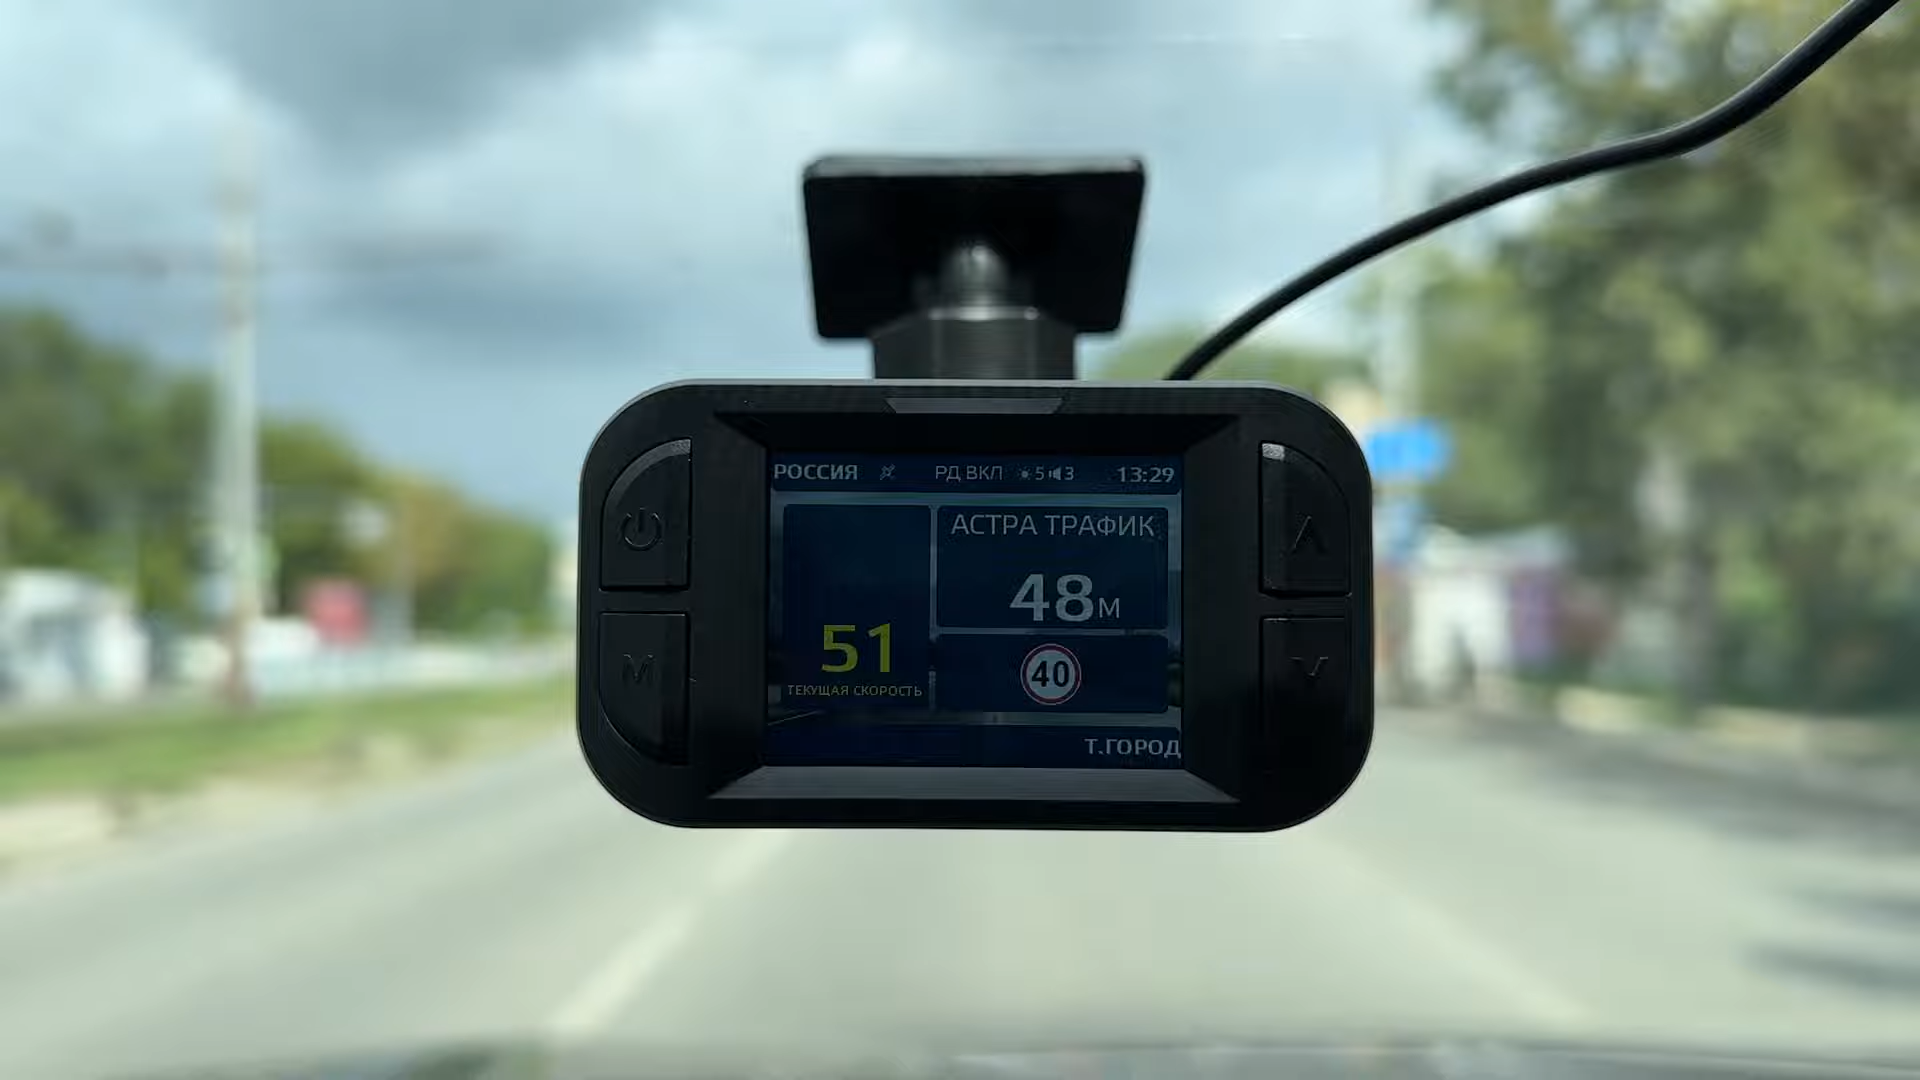 РОССИЯ РД ВКЛ 5 3 13:29
АСТРА ТРАФИК
48м
51
ТЕКУЩАЯ СКОРОСТЬ
40
Т.ГОРОД
M